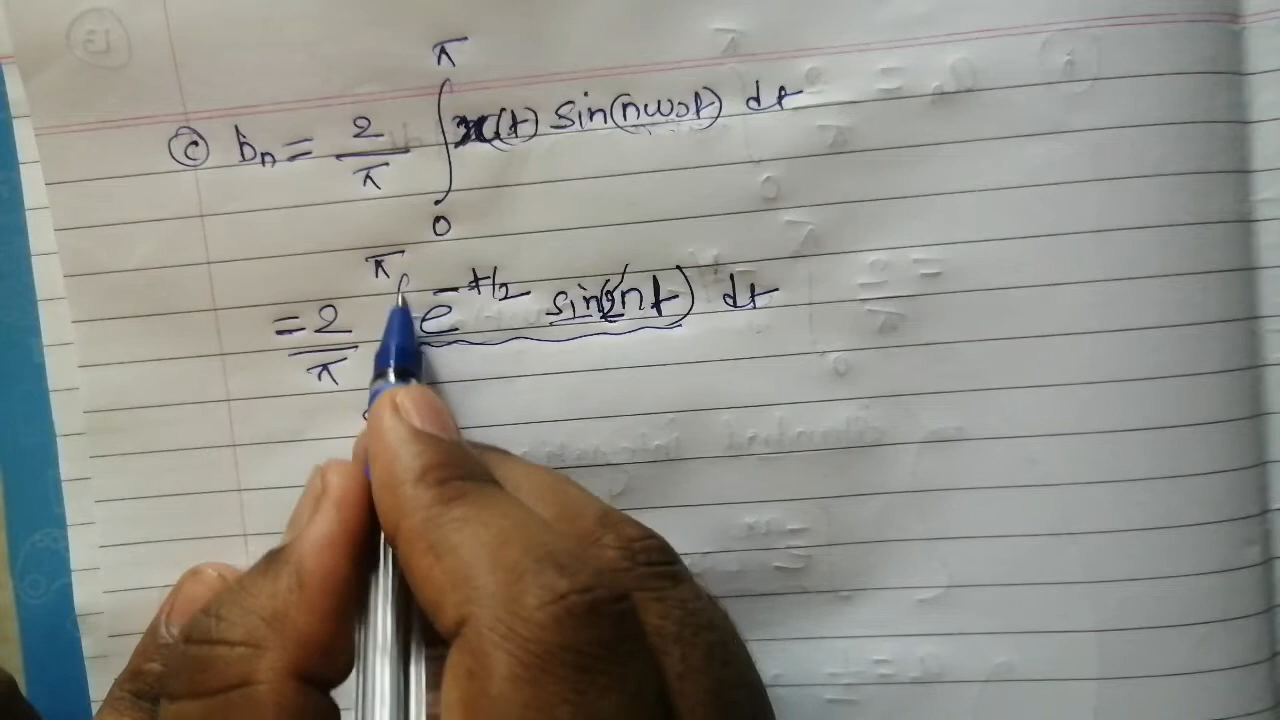 π
ⓒ bn = 2/π ∫ x(t) sin(nω0t) dt
0
π
= 2/π ∫ e^-t/2 sin(2nt) dt